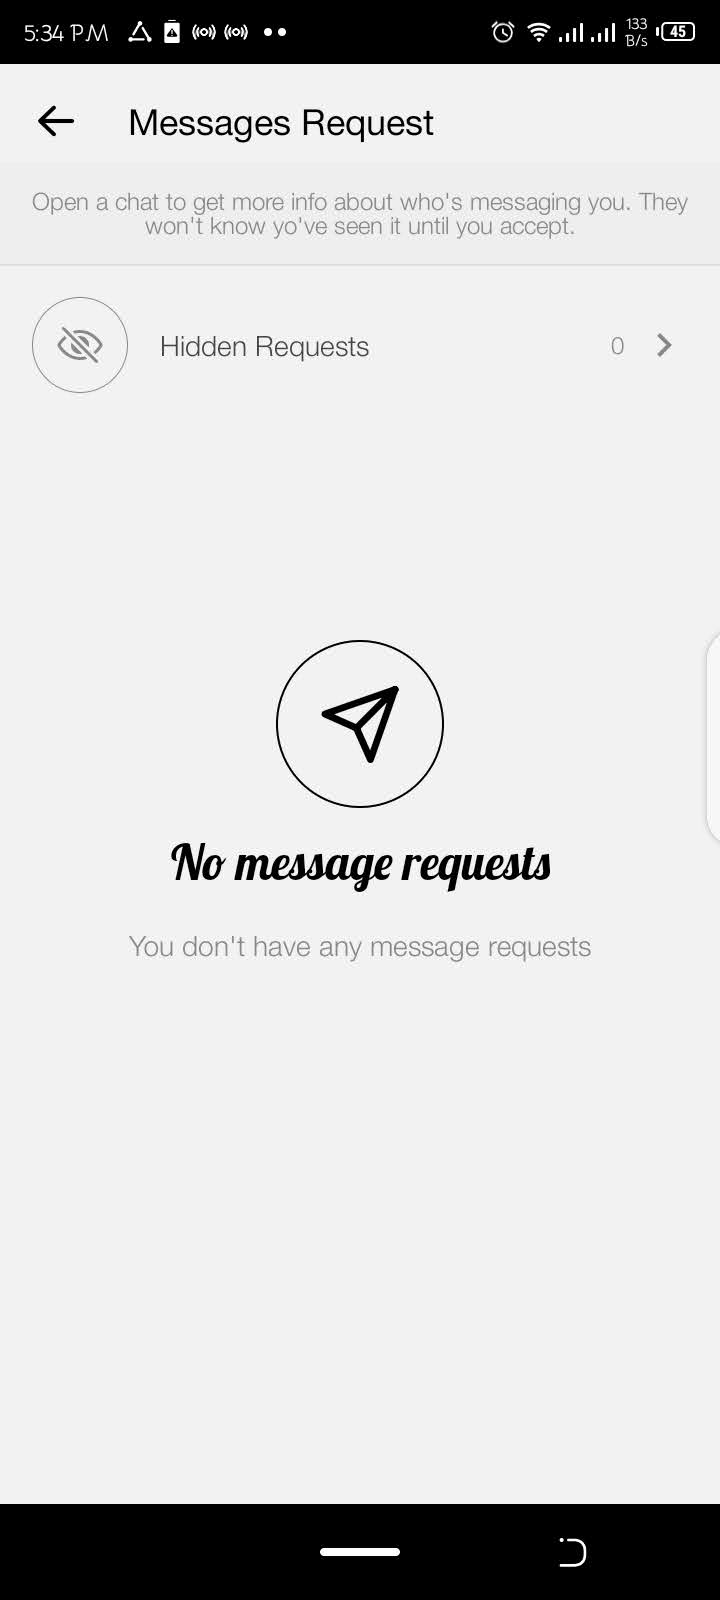 5:34 PM
133
B/s
45
Messages Request
Open a chat to get more info about who's messaging you. They
won't know yo've seen it until you accept.
Hidden Requests 0
No message requests
You don't have any message requests